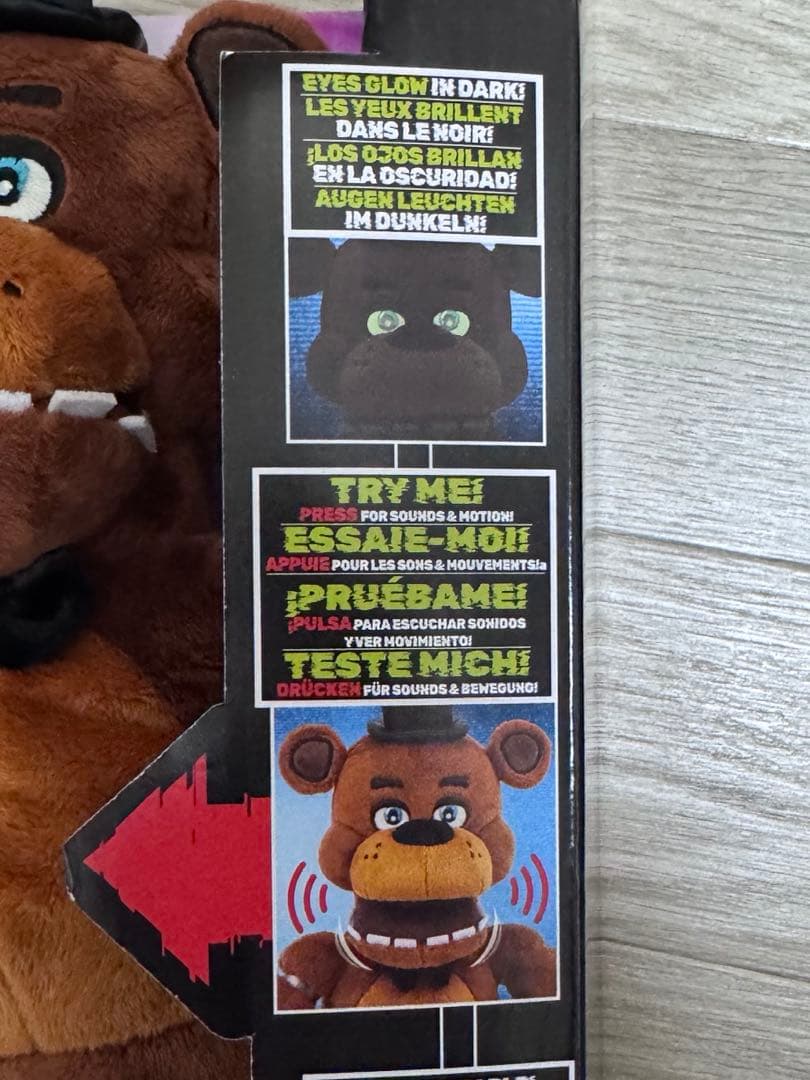 EYES GLOW IN DARK!
LES YEUX BRILLENT
DANS LE NOIR!
¡LOS OJOS BRILLAN
EN LA OSCURIDAD!
AUGEN LEUCHTEN
IM DUNKELN!
TRY ME!
PRESS FOR SOUNDS & MOTION!
ESSAIE-MOI!
APPUIE POUR LES SONS & MOUVEMENTS!a
¡PRUÉBAME!
¡PULSA PARA ESCUCHAR SONIDOS
Y VER MOVIMIENTO!
TESTE MICH!
DRÜCKEN FÜR SOUNDS & BEWEGUNG!